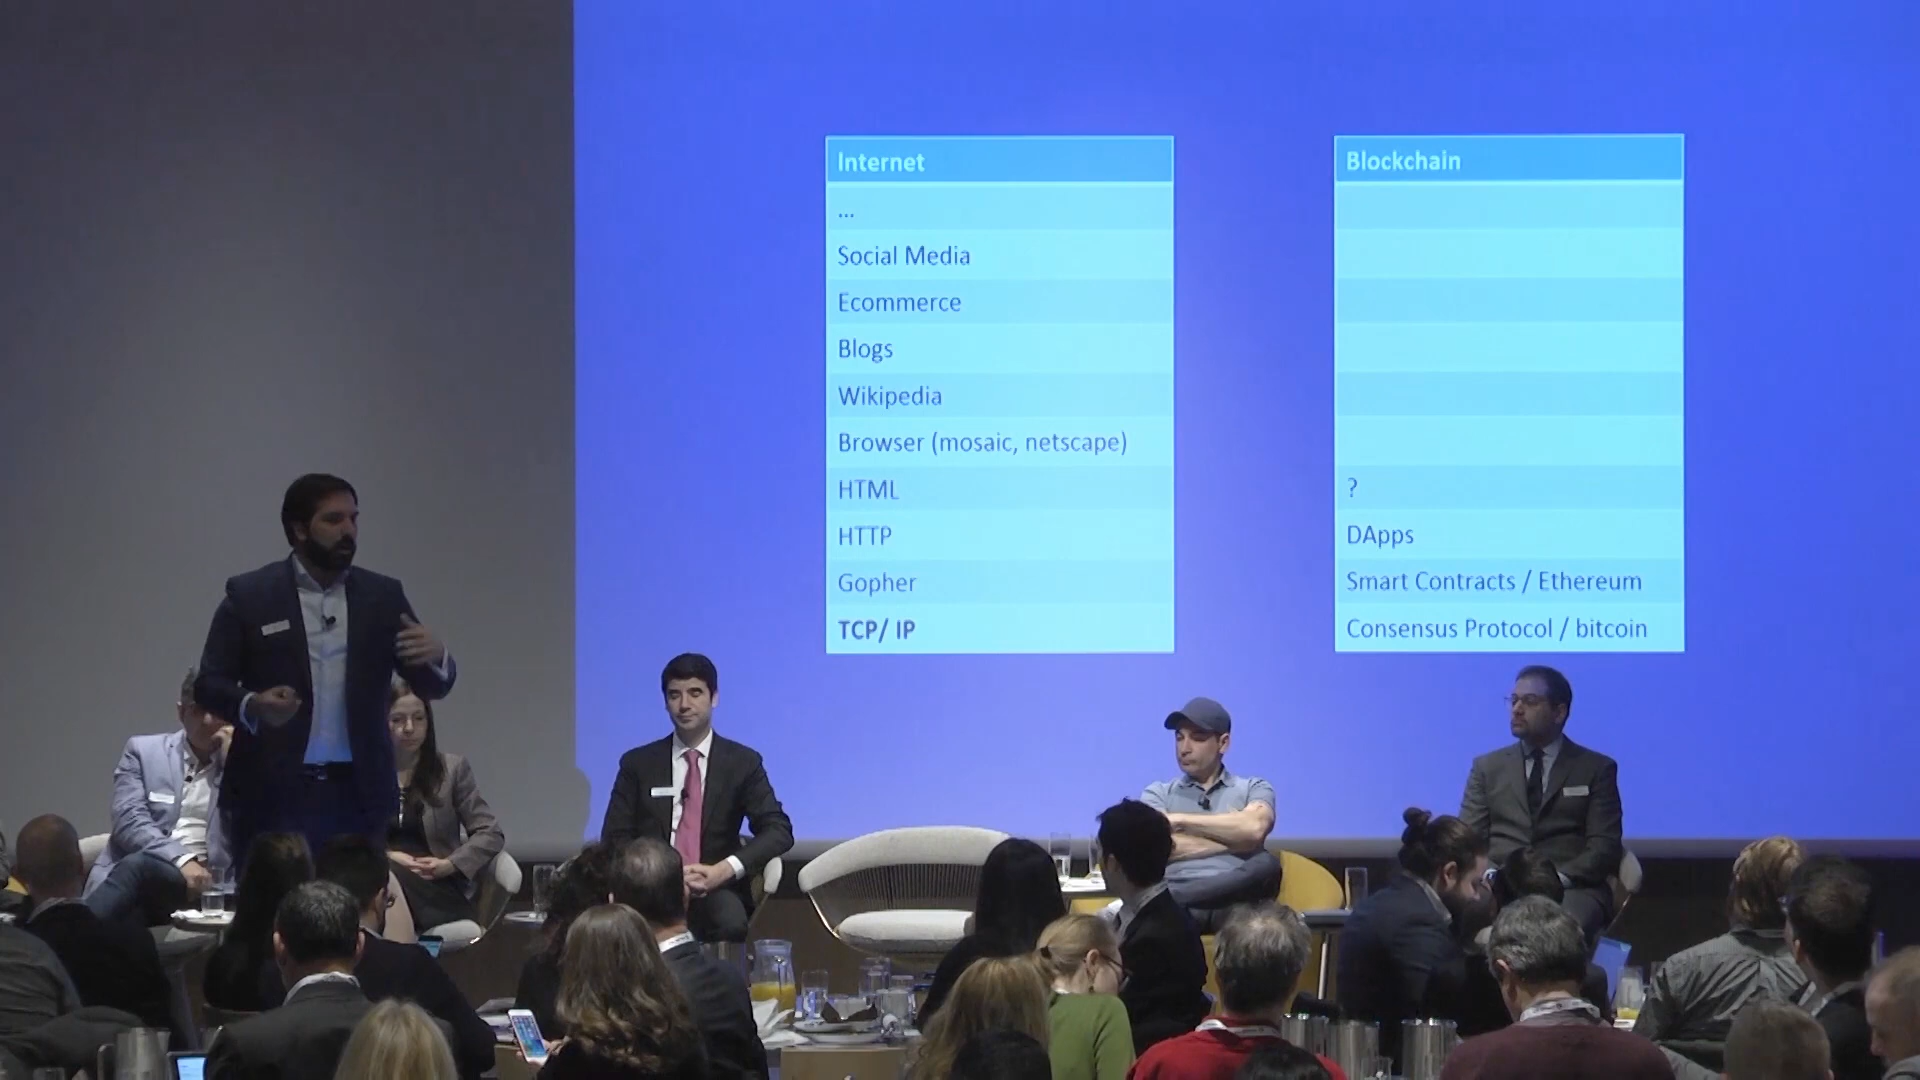 Internet
...
Social Media
Ecommerce
Blogs
Wikipedia
Browser (mosaic, netscape)
HTML
HTTP
Gopher
TCP/ IP
Blockchain
?
DApps
Smart Contracts / Ethereum
Consensus Protocol / bitcoin